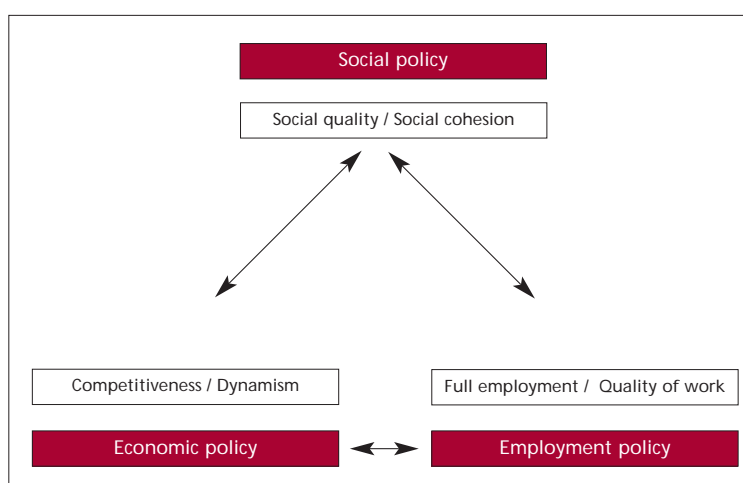 Social policy
Social quality / Social cohesion
Competitiveness / Dynamism
Full employment / Quality of work
Economic policy
Employment policy